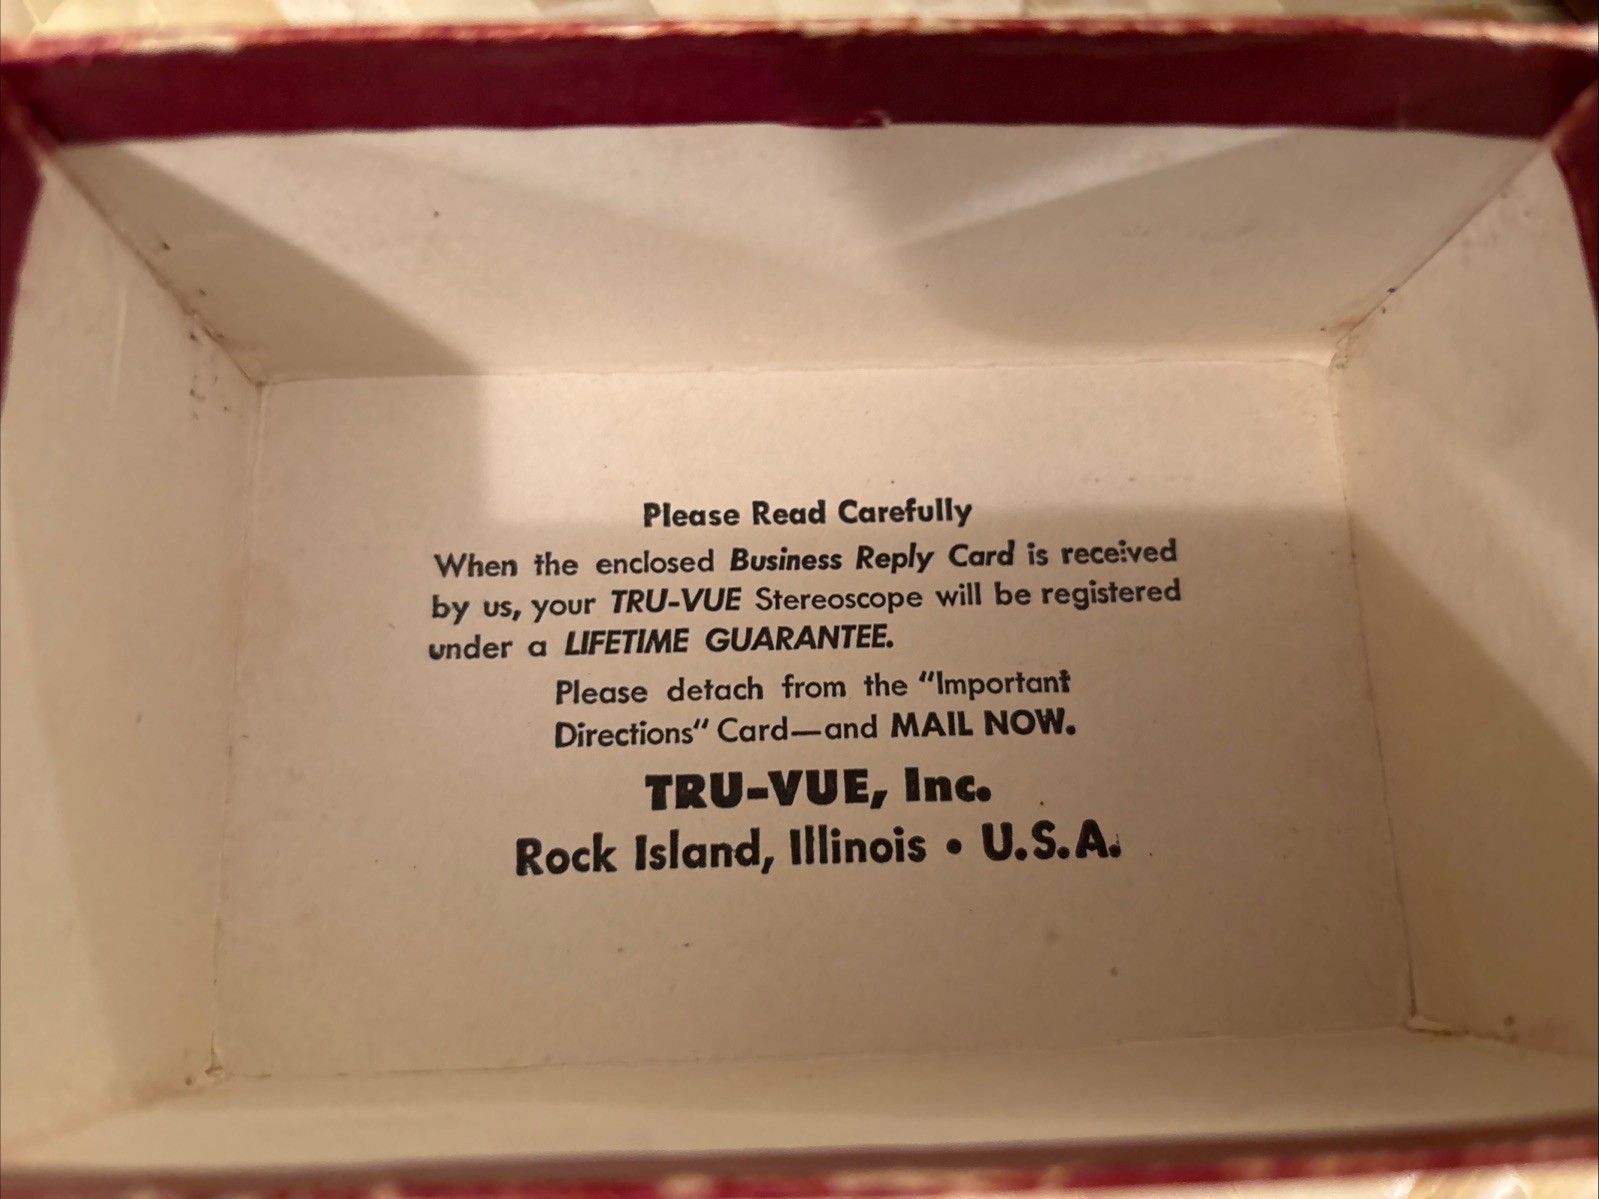 Please Read Carefully
When the enclosed Business Reply Card is received
by us, your TRU-VUE Stereoscope will be registered
under a LIFETIME GUARANTEE.
Please detach from the “Important
Directions” Card—and MAIL NOW.
TRU-VUE, Inc.
Rock Island, Illinois • U.S.A.